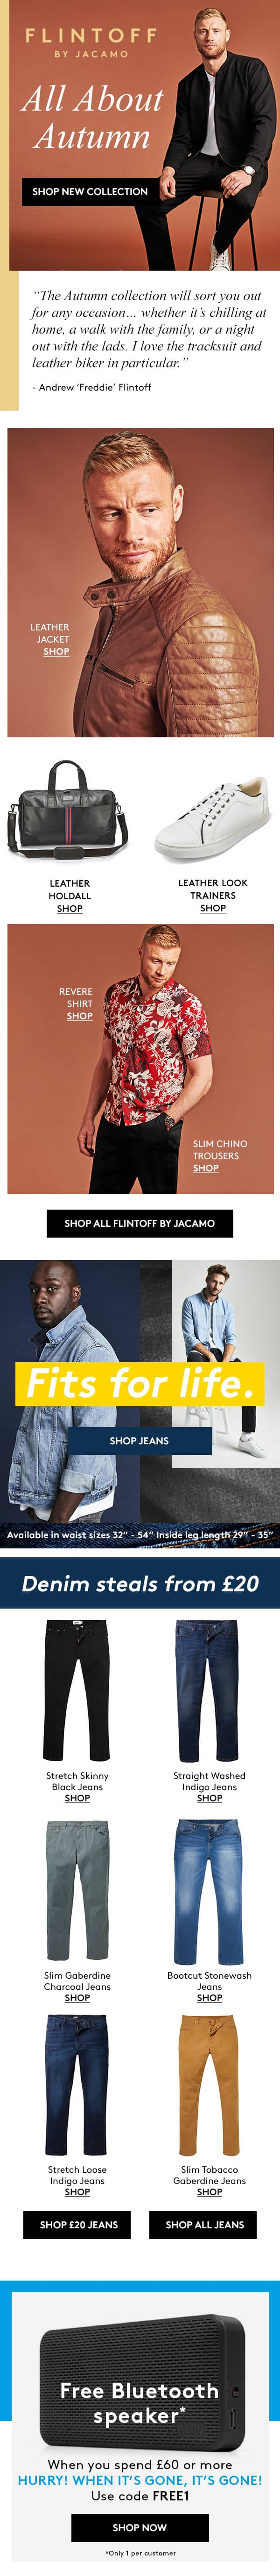 FLINTOFF
BY JACAMO
All About
Autumn
SHOP NEW COLLECTION
“The Autumn collection will sort you out
for any occasion… whether it’s chilling at
home, a walk with the family, or a night
out with the lads. I love the tracksuit and
leather biker in particular.”
- Andrew ‘Freddie’ Flintoff
LEATHER
JACKET
SHOP
LEATHER
HOLDALL
SHOP
LEATHER LOOK
TRAINERS
SHOP
REVERE
SHIRT
SHOP
SLIM CHINO
TROUSERS
SHOP
SHOP ALL FLINTOFF BY JACAMO
Fits for life.
SHOP JEANS
Available in waist sizes 32” - 54” Inside leg length 29” - 35”
Denim steals from £20
Stretch Skinny
Black Jeans
SHOP
Straight Washed
Indigo Jeans
SHOP
Slim Gaberdine
Charcoal Jeans
SHOP
Bootcut Stonewash
Jeans
SHOP
Stretch Loose
Indigo Jeans
SHOP
Slim Tobacco
Gaberdine Jeans
SHOP
SHOP £20 JEANS
SHOP ALL JEANS
Free Bluetooth
speaker*
When you spend £60 or more
HURRY! WHEN IT’S GONE, IT’S GONE!
Use code FREE1
SHOP NOW
*Only 1 per customer